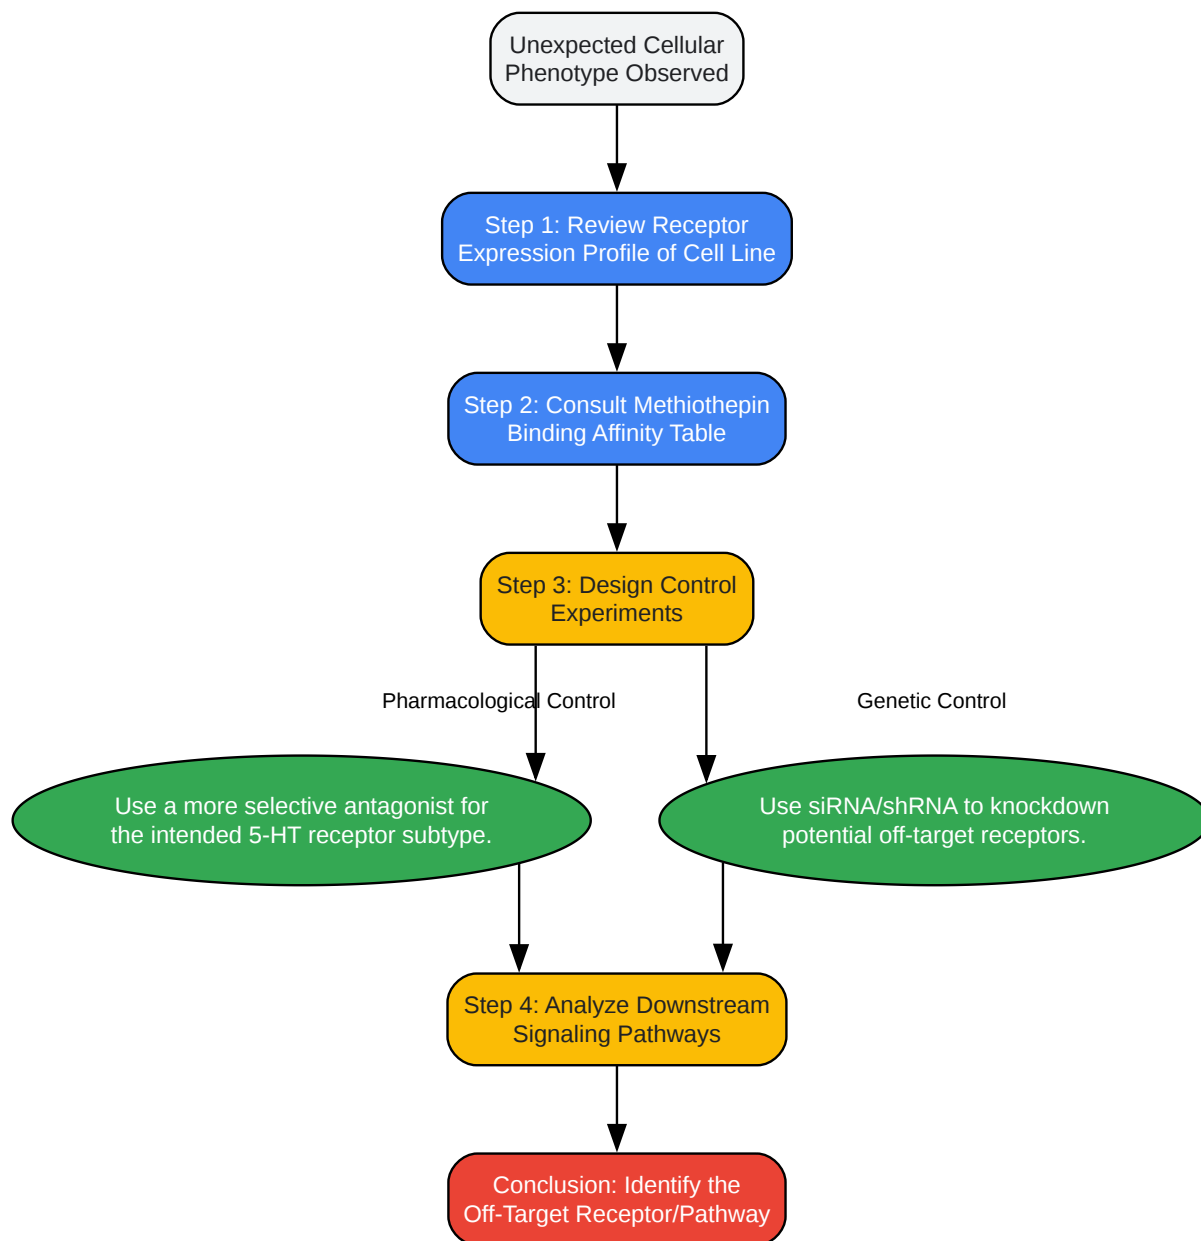 Unexpected Cellular
Phenotype Observed
Step 1: Review Receptor
Expression Profile of Cell Line
Step 2: Consult Methiothepin
Binding Affinity Table
Step 3: Design Control
Experiments
Pharmacological Control
Genetic Control
Use a more selective antagonist for
the intended 5-HT receptor subtype.
Use siRNA/shRNA to knockdown
potential off-target receptors.
Step 4: Analyze Downstream
Signaling Pathways
Conclusion: Identify the
Off-Target Receptor/Pathway